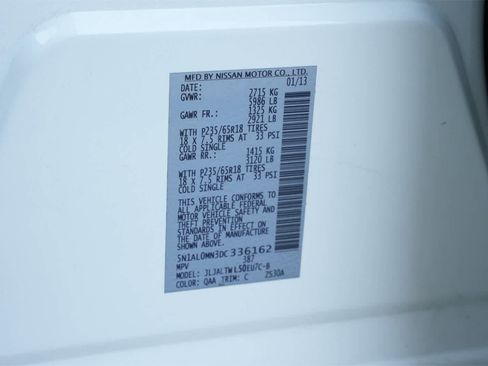 MFD BY NISSAN MOTOR CO., LTD.
DATE: 01/13
GVWR: 2715 KG
5986 LB
GAWR FR.: 1325 KG
2921 LB
WITH P235/65R18 TIRES
18 X 7.5 RIMS AT 33 PSI
COLD SINGLE
GAWR RR.: 1415 KG
3120 LB
WITH P235/65R18 TIRES
18 X 7.5 RIMS AT 33 PSI
COLD SINGLE
THIS VEHICLE CONFORMS TO
ALL APPLICABLE FEDERAL
MOTOR VEHICLE SAFETY AND THEFT PREVENTION
STANDARDS IN EFFECT ON
THE DATE OF MANUFACTURE
SHOWN ABOVE.
5N1AL0MN3DC336162
MPV 387
MODEL: JLJALTWL50EU7C-B
COLOR: QAA TRIM: C Z530A